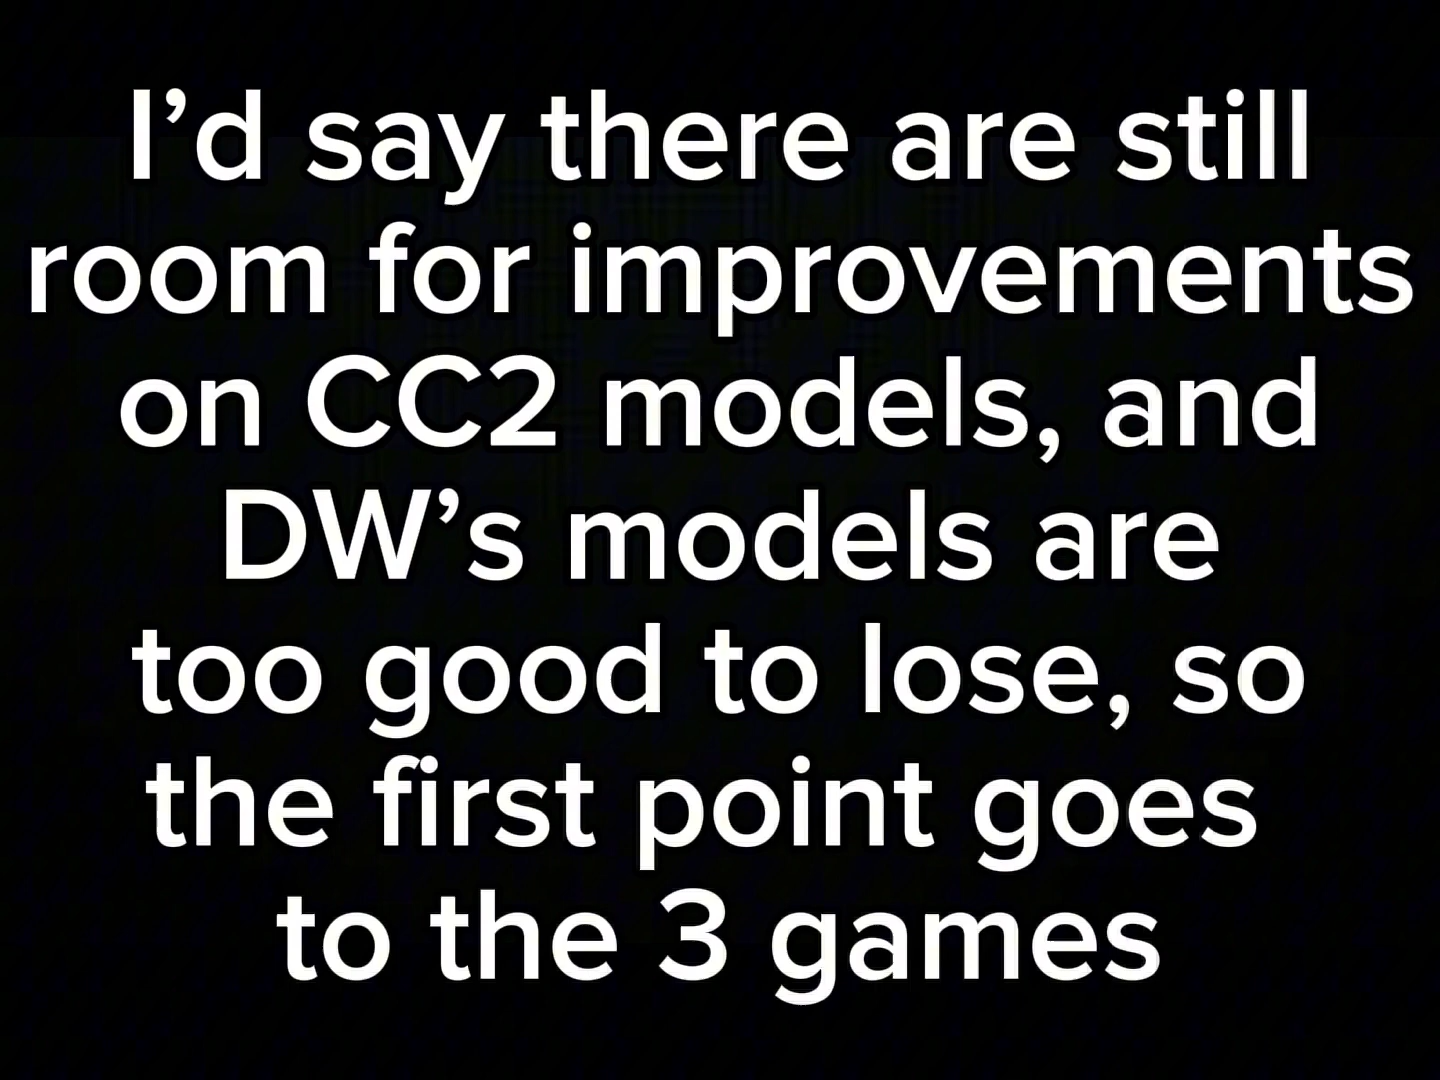 I’d say there are still
room for improvements
on CC2 models, and
DW’s models are
too good to lose, so
the first point goes
to the 3 games